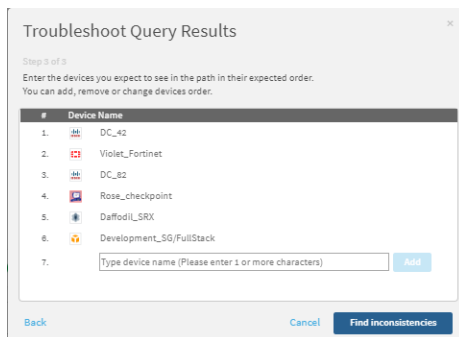 Troubleshoot Query Results
×
Step 3 of 3
Enter the devices you expect to see in the path in their expected order.
You can add, remove or change devices order.
# Device Name
1. DC_42
2. Violet_Fortinet
3. DC_82
4. Rose_checkpoint
5. Daffodil_SRX
6. Development_SG/FullStack
7. Type device name (Please enter 1 or more characters) Add
Back Cancel Find inconsistencies